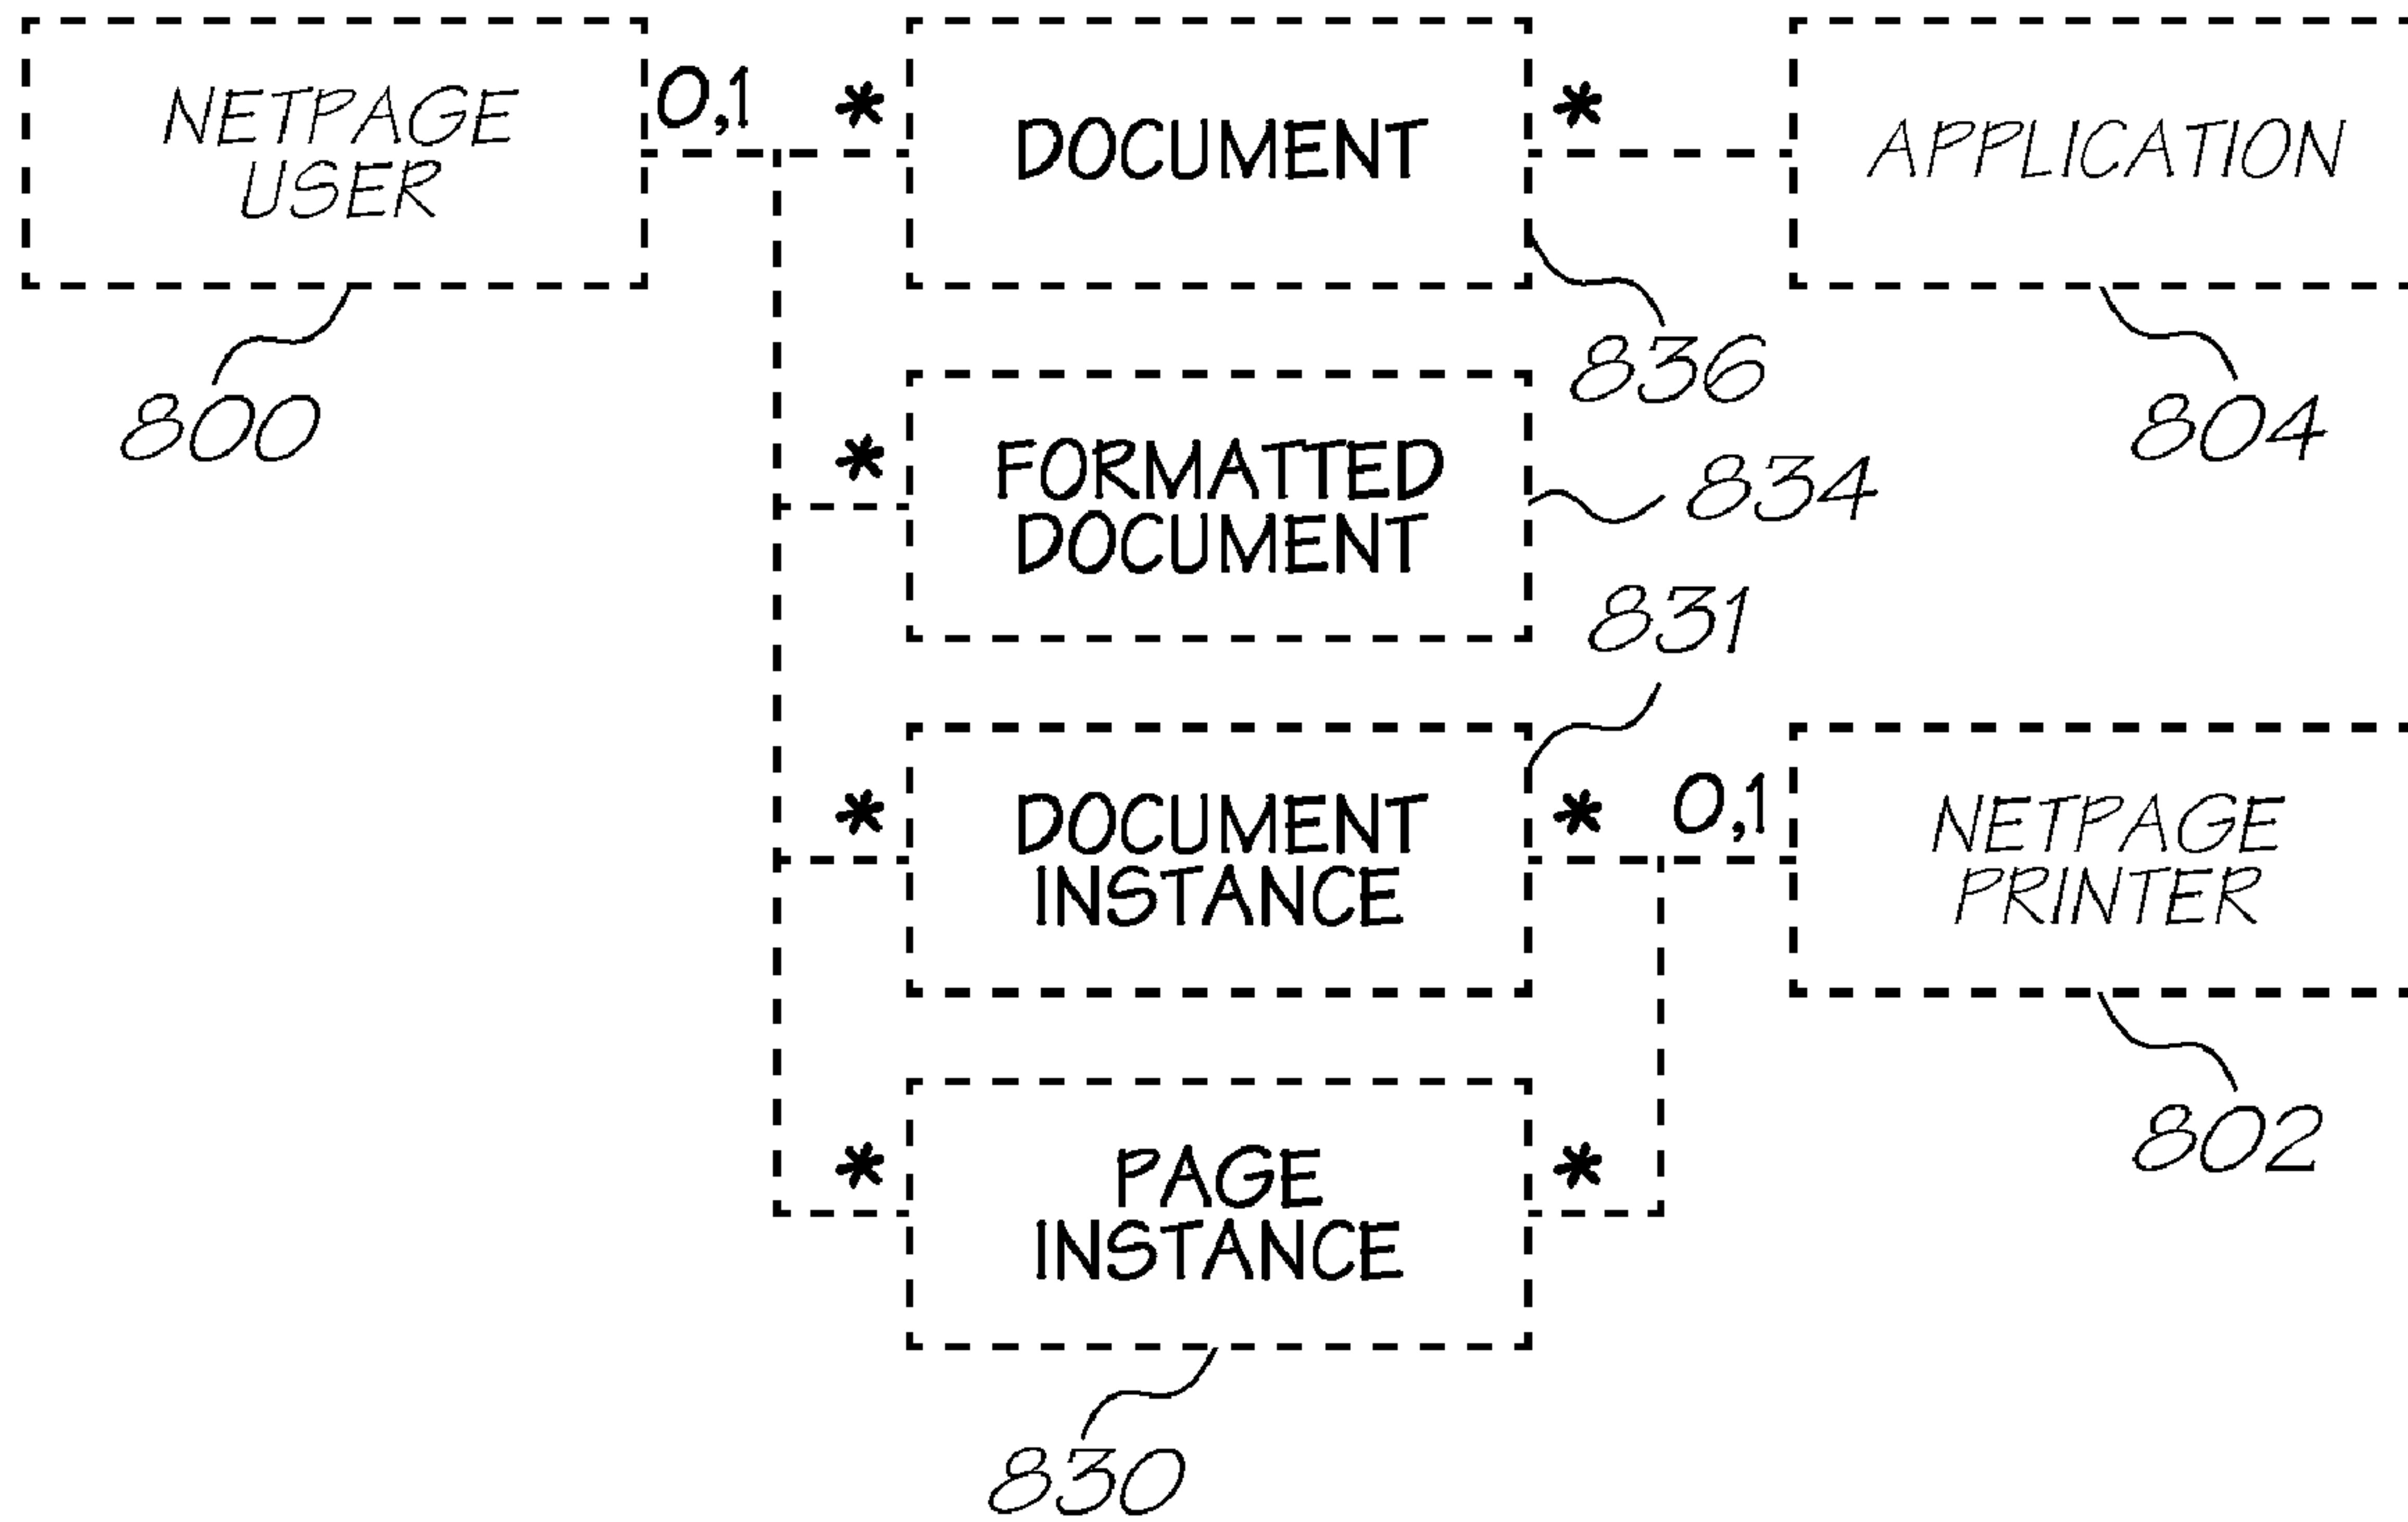 NETPAGE
USER
0,1
*
DOCUMENT
*
APPLICATION
800
836
804
*
FORMATTED
DOCUMENT
834
831
*
DOCUMENT
INSTANCE
*
0,1
NETPAGE
PRINTER
802
*
PAGE
INSTANCE
*
830